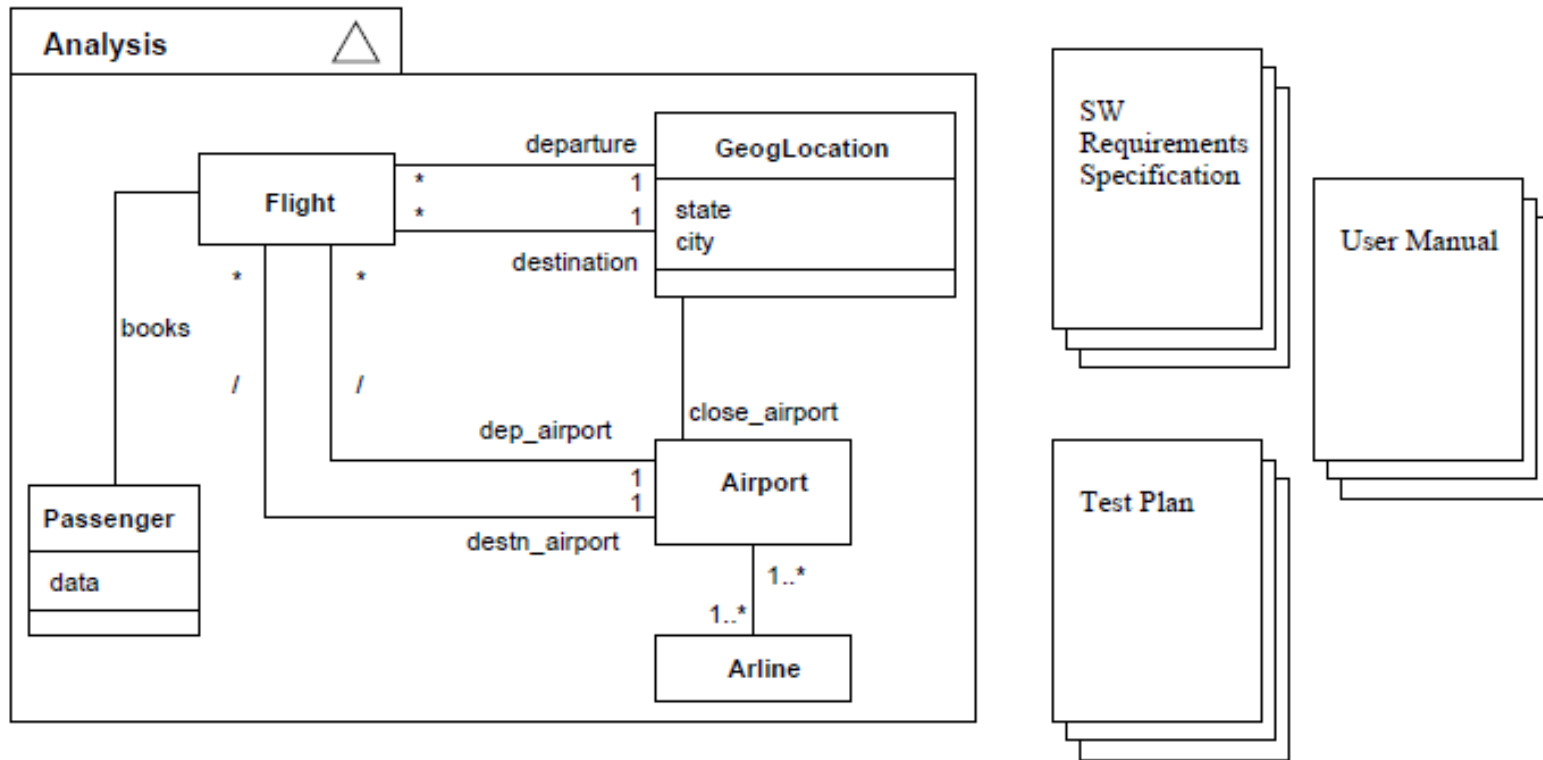 Analysis
departure
GeogLocation
Flight
*
1
*
1
state
city
destination
*
*
books
/
/
close_airport
dep_airport
1
1
Airport
Passenger
destn_airport
data
1..*
1..*
Arline
SW
Requirements
Specification
User Manual
Test Plan